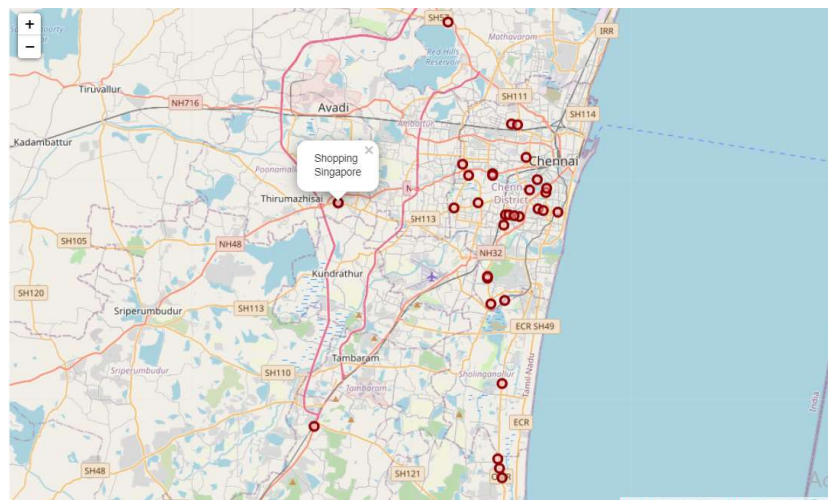 +
SH57
IRR
−
Mathavaram
Red Hills
Reservoir
Tiruvallur
NH716
SH111
Avadi
SH114
Ambattur
Kadambattur
Chennai
Shopping
Singapore
×
Poonamallee
Chennai
District
Thirumazhisai
SH113
SH105
NH48
NH32
Kundrathur
SH120
SH113
Sriperumbudur
ECR SH49
Tambaram
Tamil Nadu
SH110
Sholinganallur
Sriperumbudur
Tambaram
India
ECR
SH48
SH121